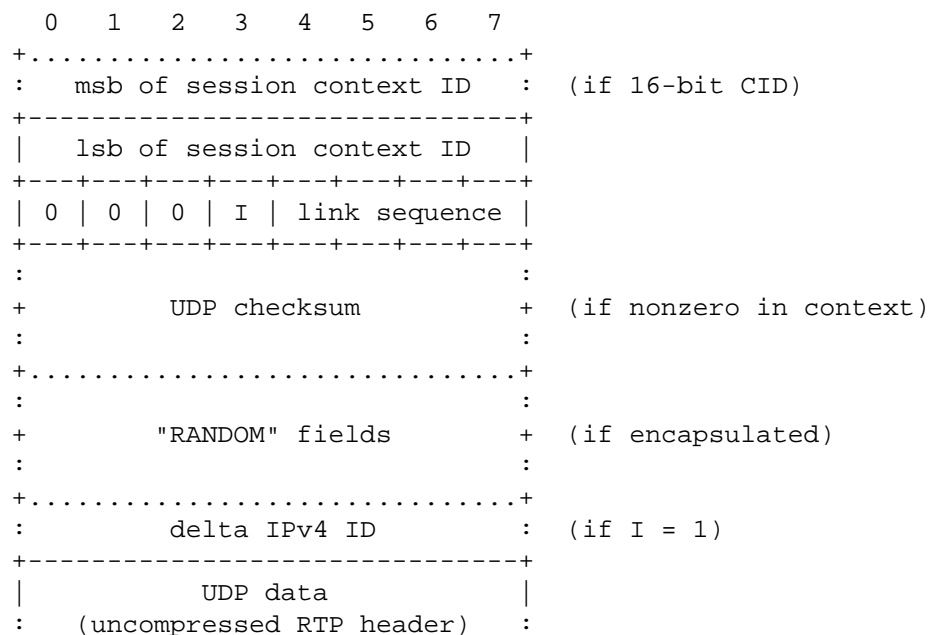 0   1   2   3   4   5   6   7
+...............................+
:   msb of session context ID   :  (if 16-bit CID)
+-------------------------------+
|   lsb of session context ID   |
+---+---+---+---+---+---+---+---+
| 0 | 0 | 0 | I | link sequence |
+---+---+---+---+---+---+---+---+
:                               :
+         UDP checksum          +  (if nonzero in context)
:                               :
+...............................+
:                               :
+        "RANDOM" fields        +  (if encapsulated)
:                               :
+...............................+
:         delta IPv4 ID         :  (if I = 1)
+-------------------------------+
|           UDP data            |
:   (uncompressed RTP header)   :